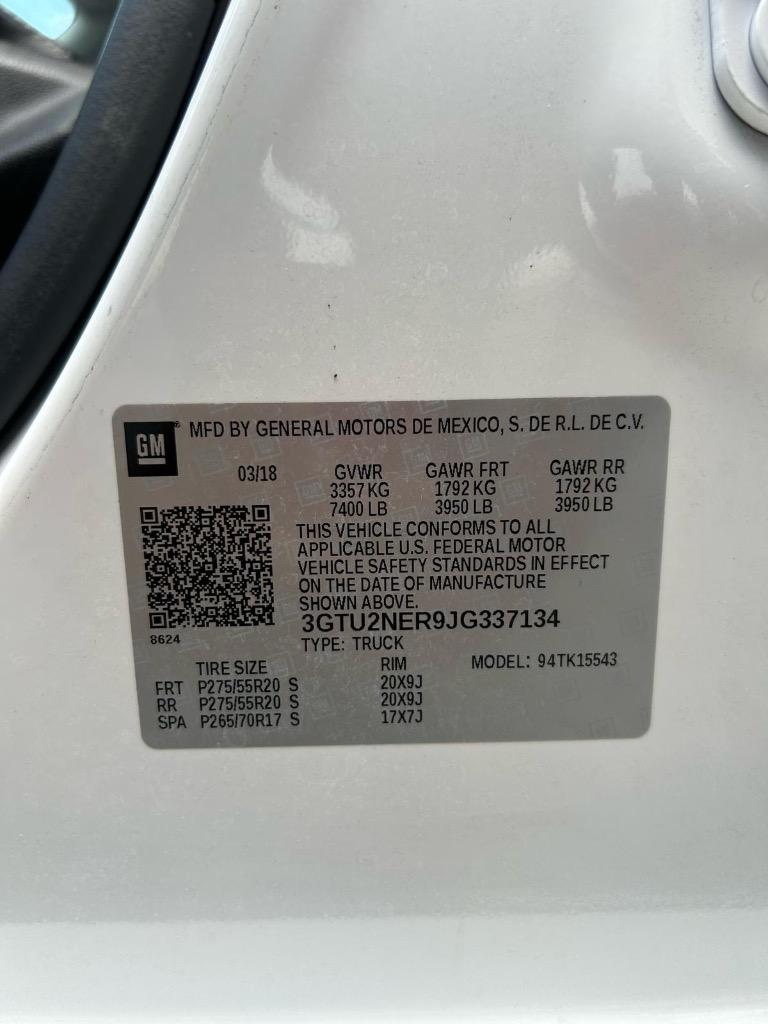 GM ® MFD BY GENERAL MOTORS DE MEXICO, S. DE R.L. DE C.V.
03/18 GVWR GAWR FRT GAWR RR
3357 KG 1792 KG 1792 KG
7400 LB 3950 LB 3950 LB
THIS VEHICLE CONFORMS TO ALL
APPLICABLE U.S. FEDERAL MOTOR
VEHICLE SAFETY STANDARDS IN EFFECT
ON THE DATE OF MANUFACTURE
SHOWN ABOVE.
3GTU2NER9JG337134
8624
TYPE: TRUCK
TIRE SIZE RIM MODEL: 94TK15543
FRT P275/55R20 S 20X9J
RR P275/55R20 S 20X9J
SPA P265/70R17 S 17X7J